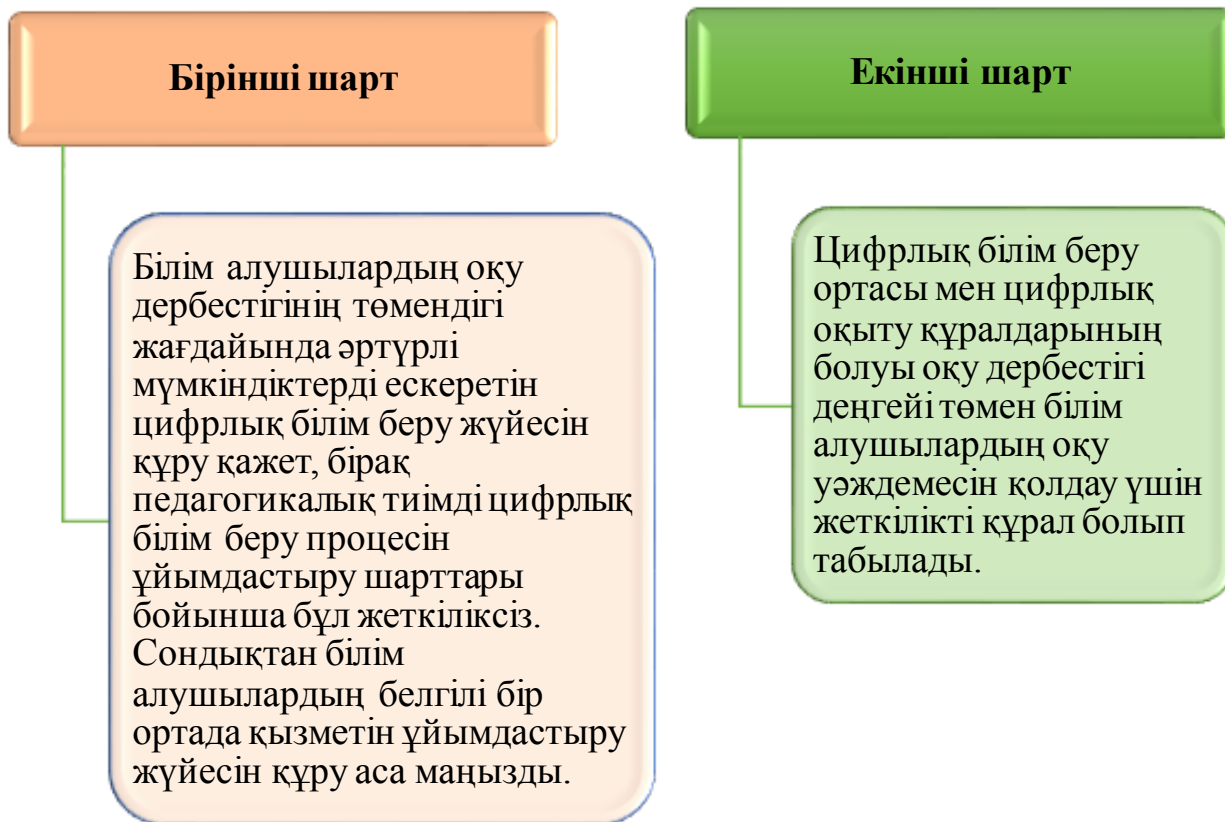 Бірінші шарт
Білім алушылардың оқу
дербестігінің төмендігі
жағдайында әртүрлі
мүмкіндіктерді ескеретін
цифрлық білім беру жүйесін
құру қажет, бірақ
педагогикалық тиімді цифрлық
білім беру процесін
ұйымдастыру шарттары
бойынша бұл жеткіліксіз.
Сондықтан білім
алушылардың белгілі бір
ортада қызметін ұйымдастыру
жүйесін құру аса маңызды.
Екінші шарт
Цифрлық білім беру
ортасы мен цифрлық
оқыту құралдарының
болуы оқу дербестігі
деңгейі төмен білім
алушылардың оқу
уәждемесін қолдау үшін
жеткілікті құрал болып
табылады.